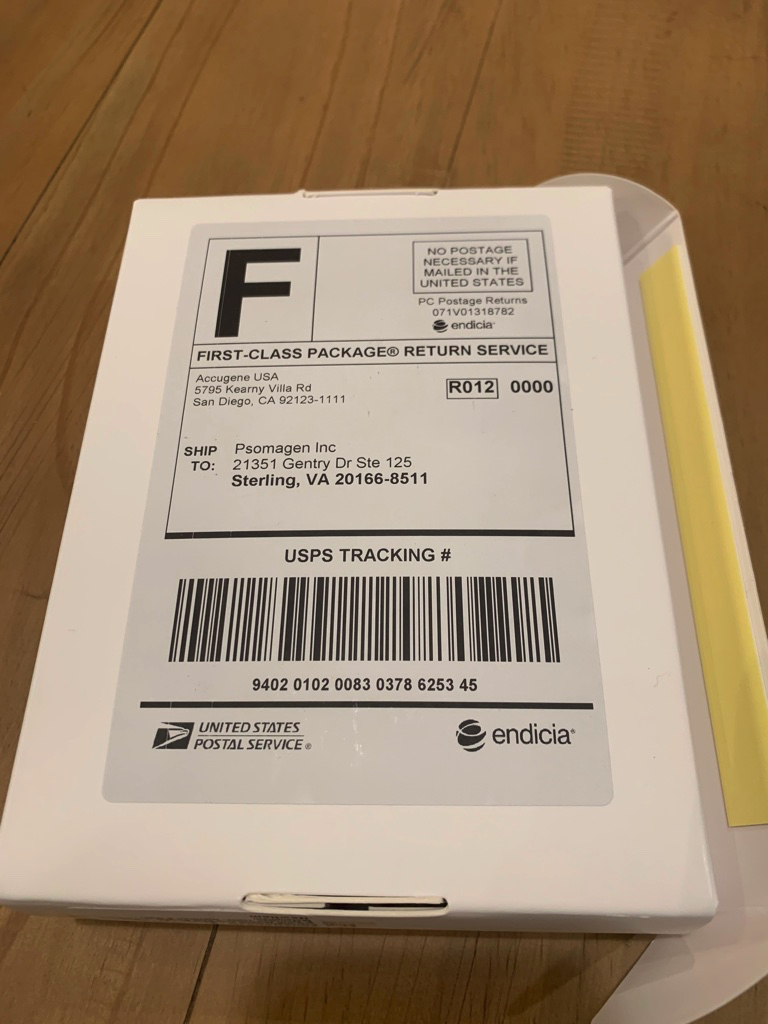 F
NO POSTAGE
NECESSARY IF
MAILED IN THE
UNITED STATES
PC Postage Returns
071V01318782
endicia
FIRST-CLASS PACKAGE® RETURN SERVICE
Accugene USA
5795 Kearny Villa Rd
San Diego, CA 92123-1111
R012 0000
SHIP TO:
Psomagen Inc
21351 Gentry Dr Ste 125
Sterling, VA 20166-8511
USPS TRACKING #
9402 0102 0083 0378 6253 45
UNITED STATES
POSTAL SERVICE®
endicia®